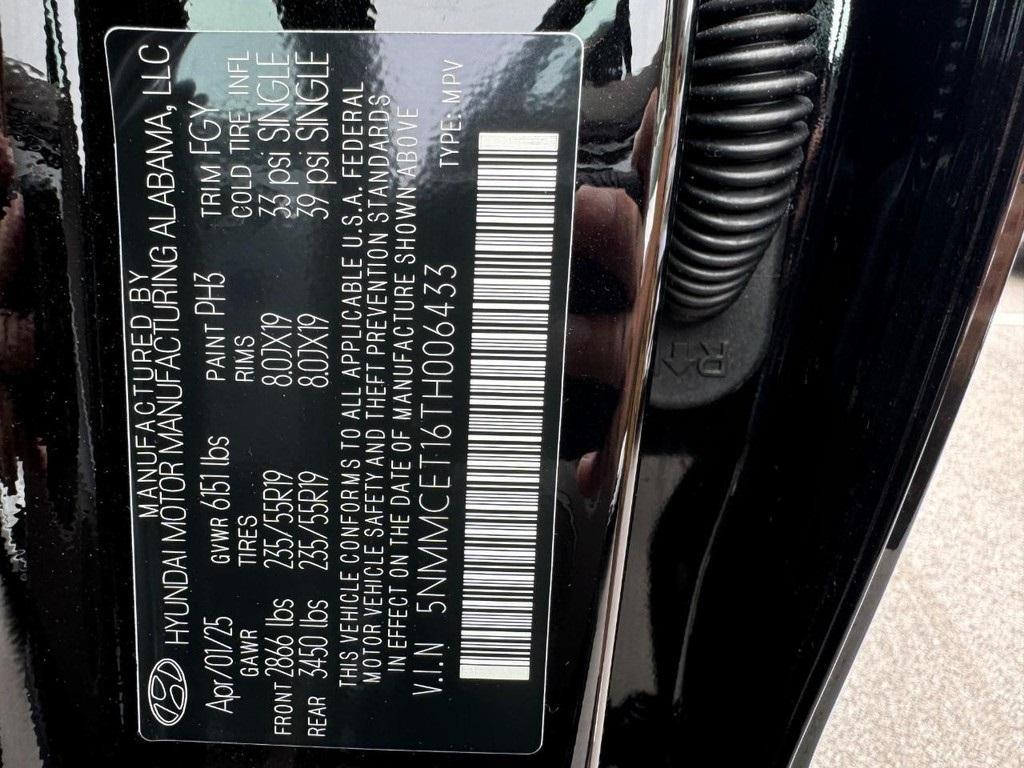 MANUFACTURED BY
HYUNDAI MOTOR MANUFACTURING ALABAMA, LLC
Apr/01/25 GVWR 6151 lbs PAINT PH3 TRIM FGY
GAWR TIRES RIMS COLD TIRE INFL
FRONT 2866 lbs 235/55R19 8.0JX19 33 psi SINGLE
REAR 3450 lbs 235/55R19 8.0JX19 39 psi SINGLE
THIS VEHICLE CONFORMS TO ALL APPLICABLE U.S.A. FEDERAL
MOTOR VEHICLE SAFETY AND THEFT PREVENTION STANDARDS
IN EFFECT ON THE DATE OF MANUFACTURE SHOWN ABOVE
V.I.N 5NMMCET16TH006433 TYPE: MPV
R